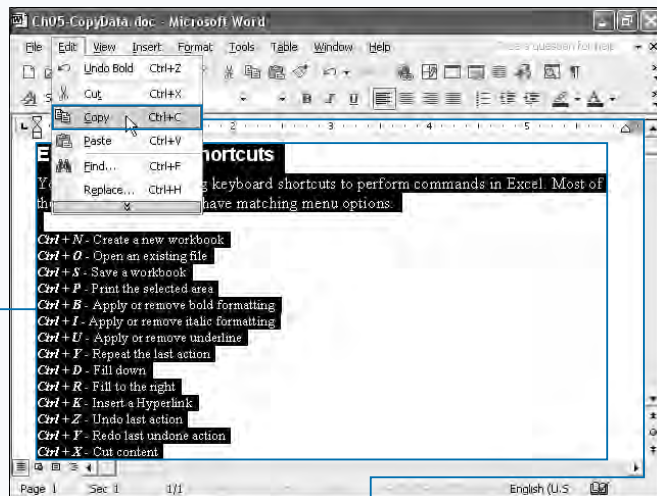 Ch05-CopyData.doc - Microsoft Word
File Edit View Insert Format Tools Table Window Help
Undo Bold Ctrl+Z
Cut Ctrl+X
Copy Ctrl+C
Paste Ctrl+V
Find... Ctrl+F
Replace... Ctrl+H
2 3 4 5
E hortcuts
keyboard shortcuts to perform commands in Excel. Most of
have matching menu options.
Ctrl + N - Create a new workbook
Ctrl + O - Open an existing file
Ctrl + S - Save a workbook
Ctrl + P - Print the selected area
Ctrl + B - Apply or remove bold formatting
Ctrl + I - Apply or remove italic formatting
Ctrl + U - Apply or remove underline
Ctrl + Y - Repeat the last action
Ctrl + D - Fill down
Ctrl + R - Fill to the right
Ctrl + K - Insert a Hyperlink
Ctrl + Z - Undo last action
Ctrl + Y - Redo last undone action
Ctrl + X - Cut content
Page 1 Sec 1 1/1 English (U.S